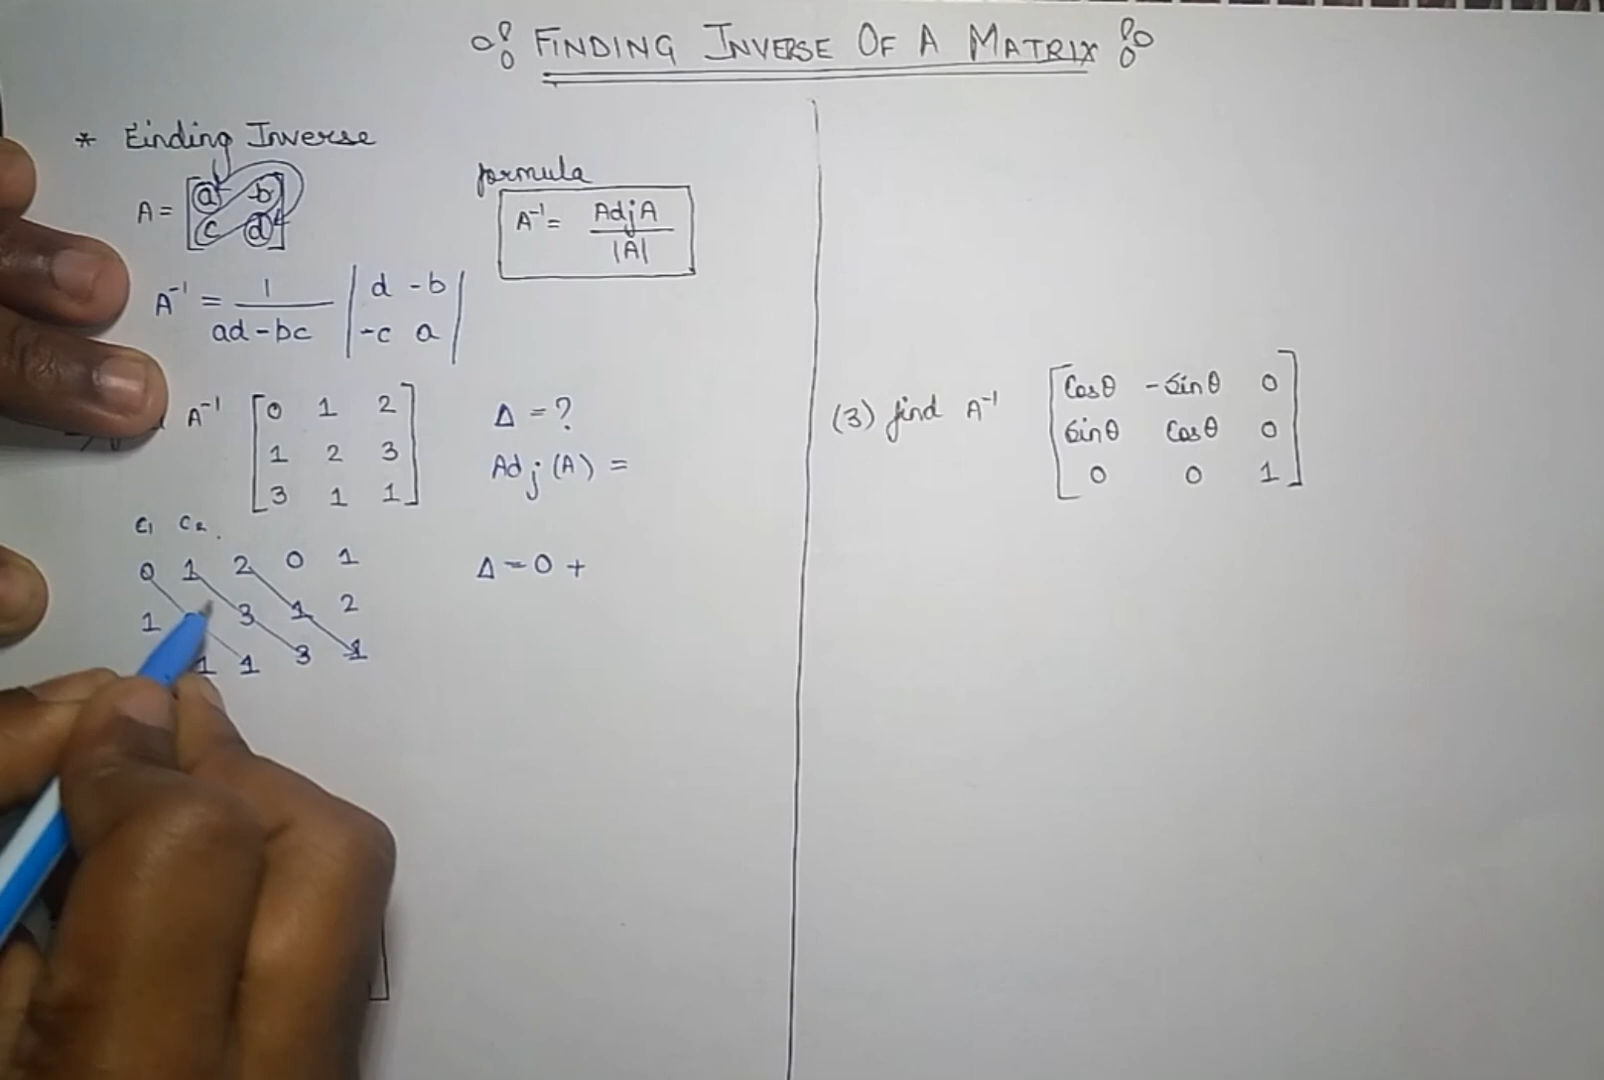 FINDING INVERSE OF A MATRIX
* Einding Inverse
A = [a b
c d]
formula
A⁻¹ = Adj A
|A|
A⁻¹ = 1
ad-bc
| d -b
-c a |
A⁻¹ [0 1 2
1 2 3
3 1 1]
Δ = ?
Adj (A) =
C₁ C₂.
0 1 2 0 1
1 3 1 2
1 1 3 1
Δ = 0 +
(3) find A⁻¹ [Cosθ -Sinθ 0
Sinθ Cosθ 0
0 0 1]